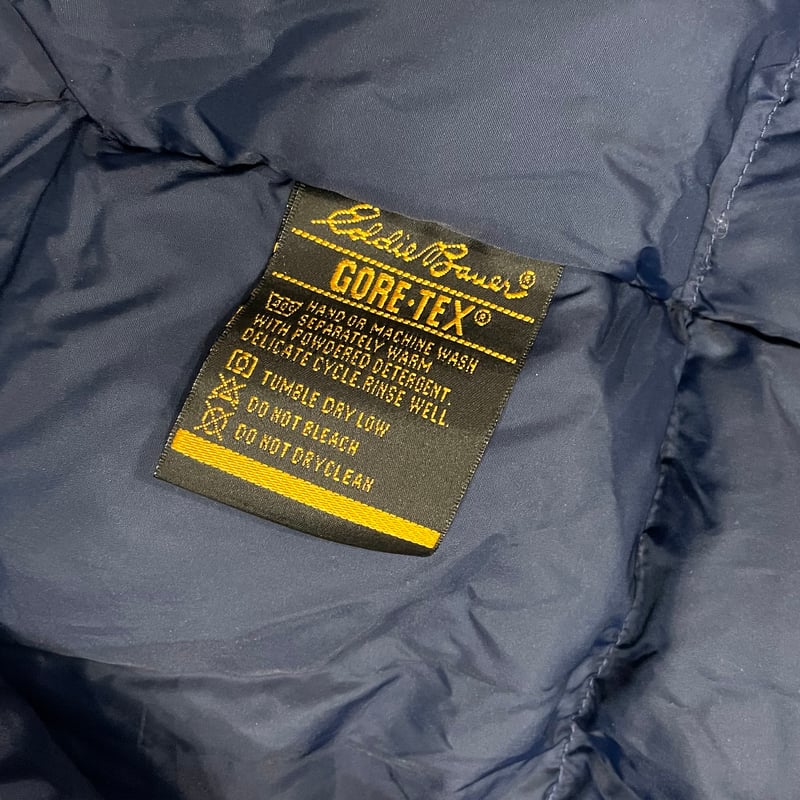 Eddie Bauer®
GORE-TEX®
HAND OR MACHINE WASH
SEPARATELY WARM
WITH POWDERED DETERGENT.
DELICATE CYCLE RINSE WELL.
TUMBLE DRY LOW
DO NOT BLEACH
DO NOT DRYCLEAN